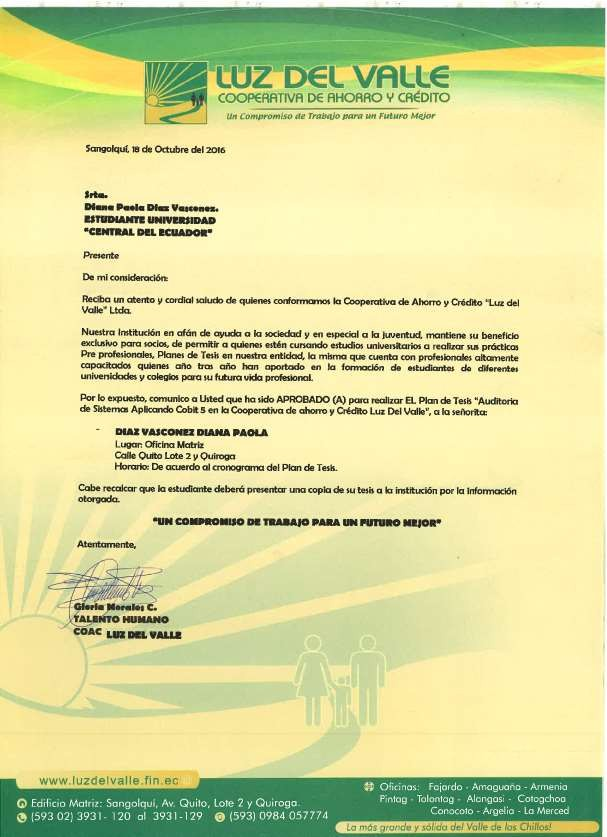 LUZ DEL VALLE
COOPERATIVA DE AHORRO Y CRÉDITO
Un Compromiso de Trabajo para un Futuro Mejor
Sangolquí, 18 de Octubre del 2016
Srta.
Diana Paola Diaz Vasconez.
ESTUDIANTE UNIVERSIDAD
"CENTRAL DEL ECUADOR"
Presente
De mi consideración:
Reciba un atento y cordial saludo de quienes conformamos la Cooperativa de Ahorro y Crédito "Luz del
Valle" Ltda.
Nuestra Institución en afán de ayuda a la sociedad y en especial a la juventud, mantiene su beneficio
exclusivo para socios, de permitir a quienes estén cursando estudios universitarios a realizar sus prácticas
Pre profesionales, Planes de Tesis en nuestra entidad, la misma que cuenta con profesionales altamente
capacitados quienes año tras año han aportado en la formación de estudiantes de diferentes
universidades y colegios para su futura vida profesional.
Por lo expuesto, comunico a Usted que ha sido APROBADO (A) para realizar EL Plan de Tesis "Auditoria
de Sistemas Aplicando Cobit 5 en la Cooperativa de ahorro y Crédito Luz Del Valle", a la señorita:
- DIAZ VASCONEZ DIANA PAOLA
Lugar: Oficina Matriz
Calle Quito Lote 2 y Quiroga
Horario: De acuerdo al cronograma del Plan de Tesis.
Cabe recalcar que la estudiante deberá presentar una copia de su tesis a la institución por la información
otorgada.
"UN COMPROMISO DE TRABAJO PARA UN FUTURO MEJOR"
Atentamente,
Gloria Morales C.
TALENTO HUMANO
COAC LUZ DEL VALLE
www.luzdelvalle.fin.ec
Edificio Matriz: Sangolquí, Av. Quito, Lote 2 y Quiroga.
(593 02) 3931- 120 al 3931-129 (593) 0984 057774
Oficinas: Fajardo - Amaguaña - Armenia
Pintag - Tolontag - Alangasi - Cotogchoa
Conocoto - Argelia - La Merced
La más grande y sólida del Valle de los Chillos!